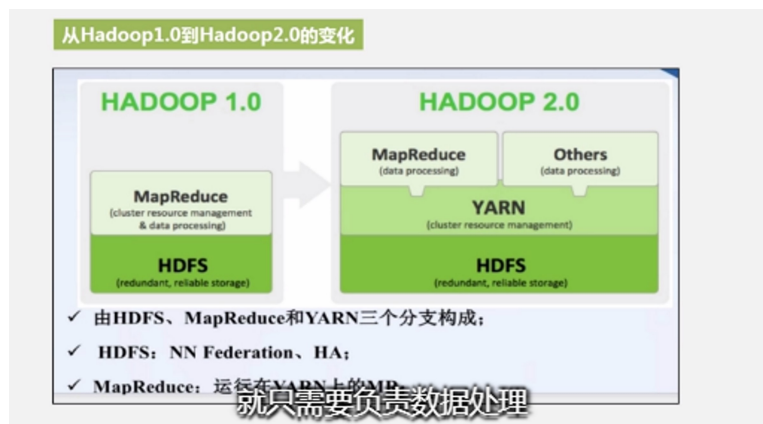 从Hadoop1.0到Hadoop2.0的变化
HADOOP 1.0
HADOOP 2.0
MapReduce
(data processing)
Others
(data processing)
MapReduce
(cluster resource management
& data processing)
YARN
(cluster resource management)
HDFS
(redundant, reliable storage)
HDFS
(redundant, reliable storage)
✓ 由HDFS、MapReduce和YARN三个分支构成；
✓ HDFS：NN Federation、HA；
✓ MapReduce：运行在YARN上的MR
就只需要负责数据处理